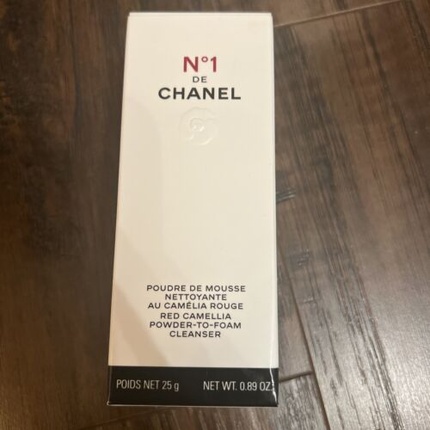 N°1
DE
CHANEL
POUDRE DE MOUSSE
NETTOYANTE
AU CAMÉLIA ROUGE
RED CAMELLIA
POWDER-TO-FOAM
CLEANSER
POIDS NET 25 g NET WT. 0.89 OZ.